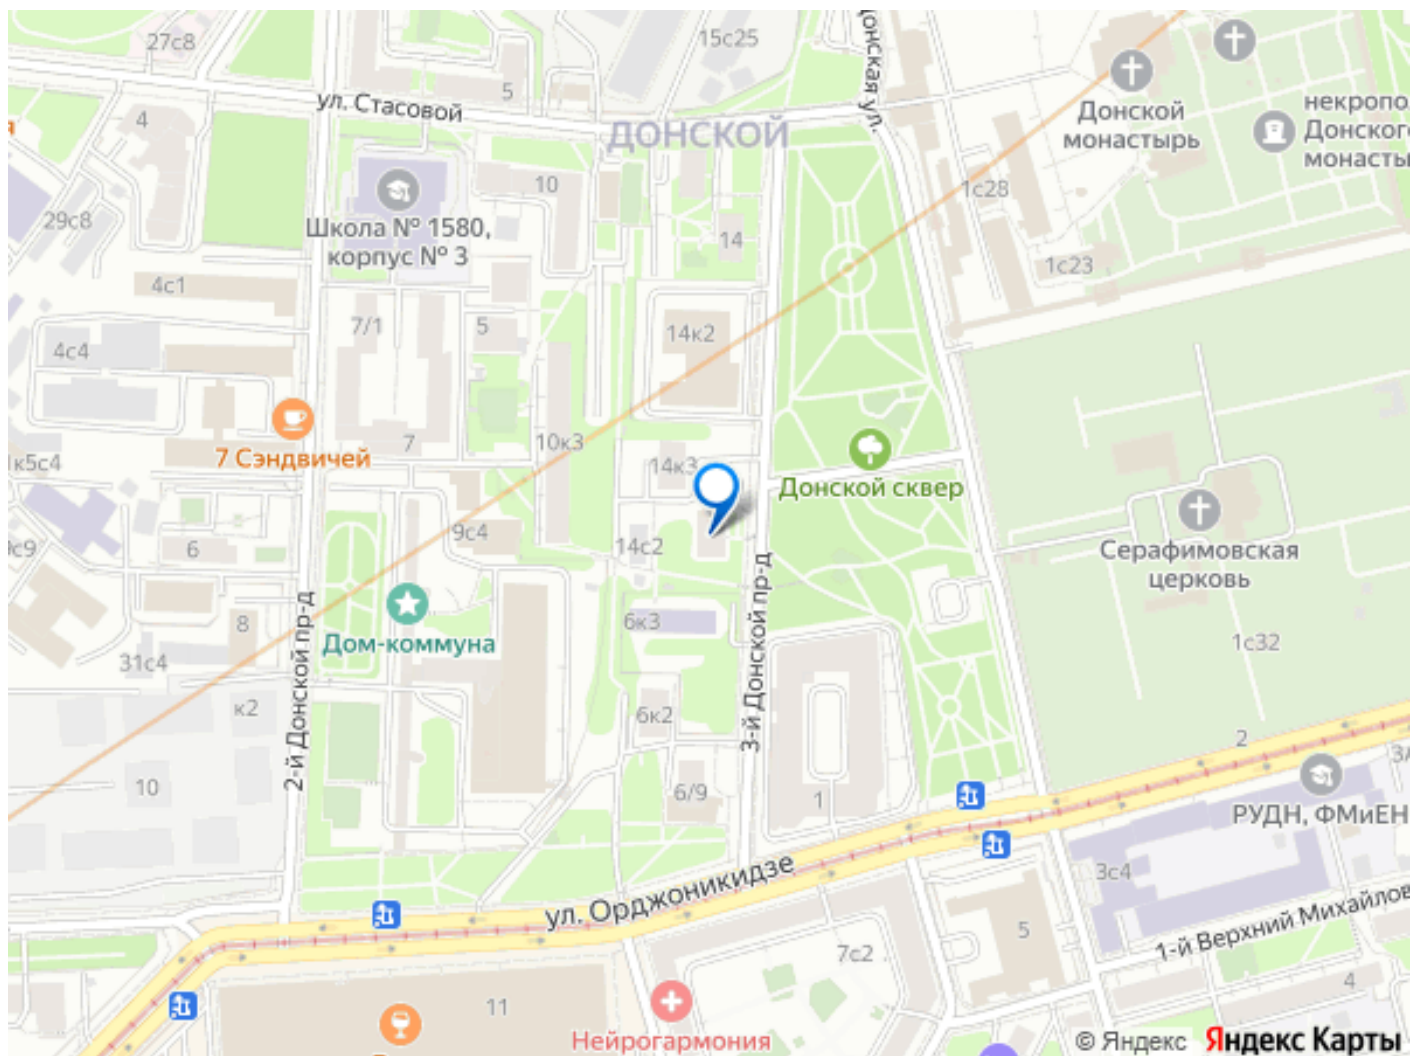 27с8
15с25
Донская ул.
ул. Стасовой
5
4
ДОНСКОЙ
Донской
монастырь
некропо
Донског
монасты
29с8
Школа № 1580,
корпус № 3
10
14
1с28
1с23
4с1
7/1
5
14к2
4с4
7 Сэндвичей
7
10к3
14к3
Донской сквер
1к5с4
9с4
14с2
Серафимовская
церковь
9с9
6
6к3
8
Дом-коммуна
2-й Донской пр-д
3-й Донской пр-д
1с32
31с4
к2
6к2
2
10
6/9
1
РУДН, ФМиЕН
ул. Орджоникидзе
3с4
1-й Верхний Михайлов
5
7с2
4
11
Нейрогармония
© Яндекс Яндекс Карты